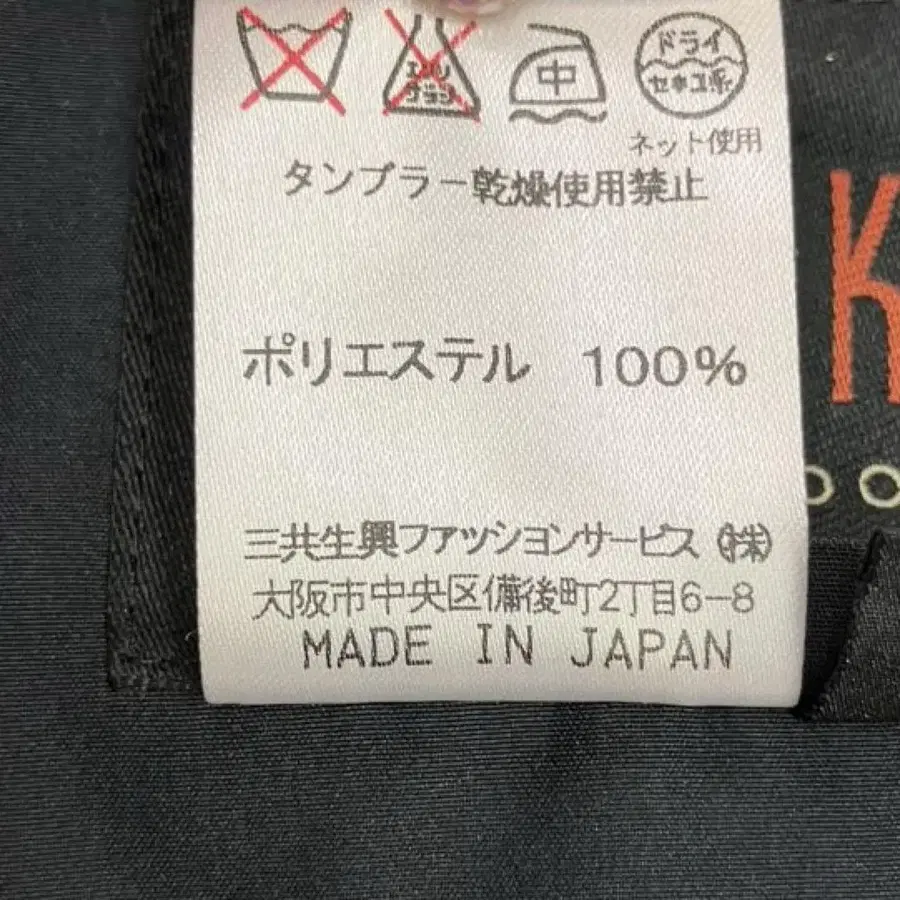 エンソ
サラシ
中
ドライ
セキユ系
ネット使用
タンブラー乾燥使用禁止
K
ポリエステル 100%
三共生興ファッションサービス(株)
大阪市中央区備後町2丁目6-8
MADE IN JAPAN